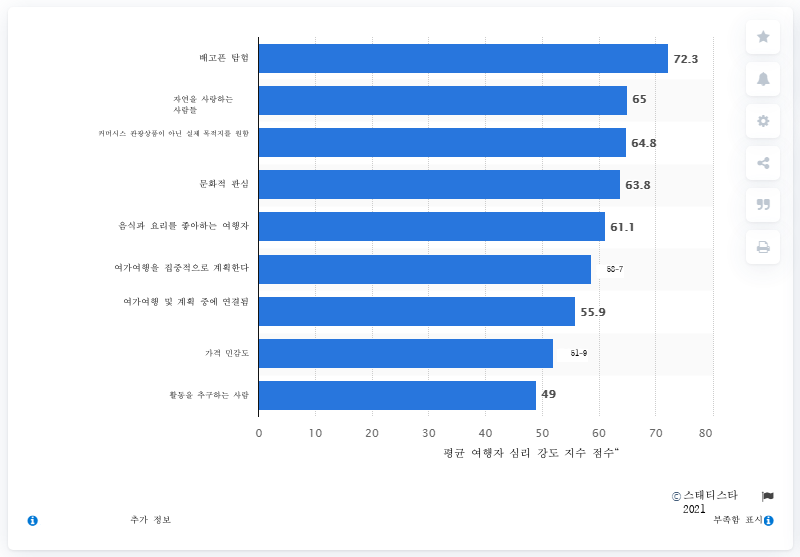 배고픈 탐험
72.3
자연을 사랑하는
사람들
65
커머시스 관광상품이 아닌 실제 목적지를 원함
64.8
문화적 관심
63.8
음식과 요리를 좋아하는 여행자
61.1
여가여행을 집중적으로 계획한다
58-7
여가여행 및 계획 중에 연결됨
55.9
가격 민감도
51-9
활동을 추구하는 사람
49
0 10 20 30 40 50 60 70 80
평균 여행자 심리 강도 지수 점수“
© 스태티스타
2021
추가 정보
부족함 표시